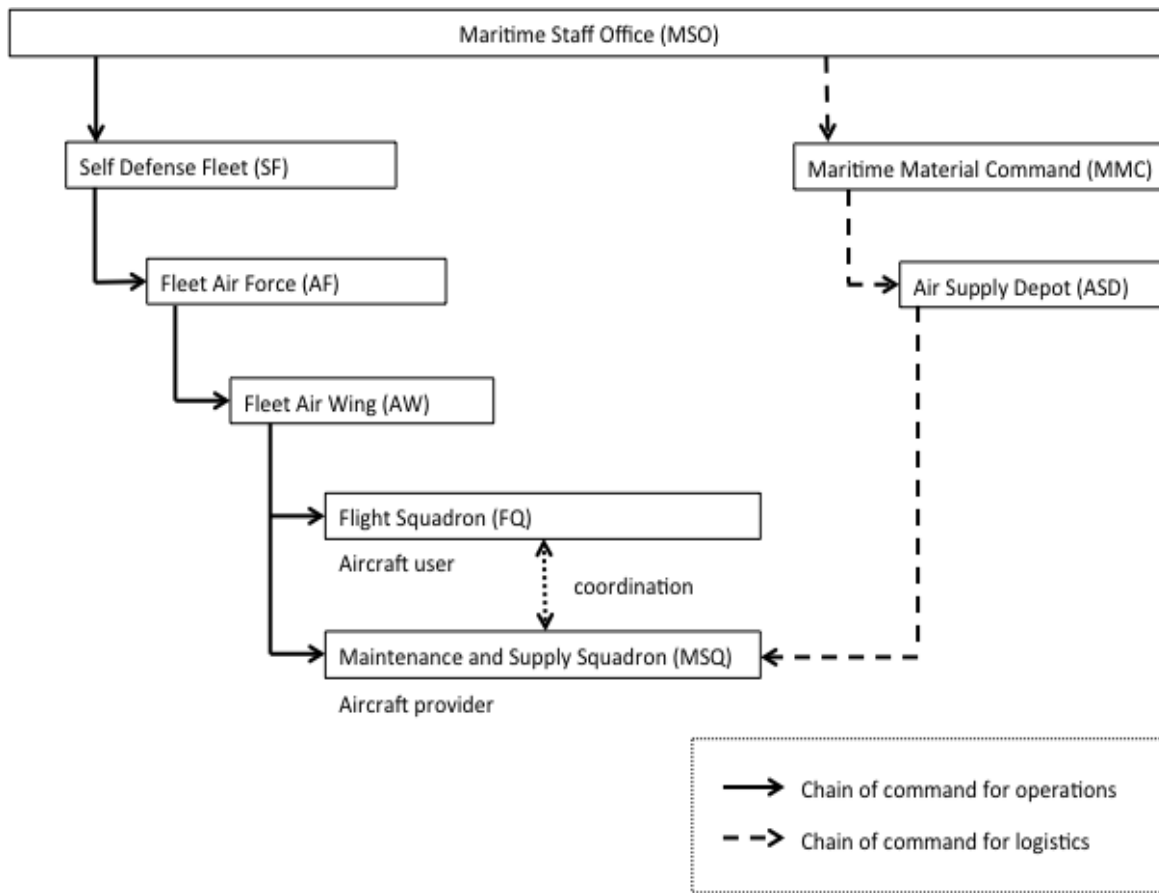 Maritime Staff Office (MSO)
Self Defense Fleet (SF)
Maritime Material Command (MMC)
Fleet Air Force (AF)
Air Supply Depot (ASD)
Fleet Air Wing (AW)
Flight Squadron (FQ)
Aircraft user
coordination
Maintenance and Supply Squadron (MSQ)
Aircraft provider
Chain of command for operations
Chain of command for logistics